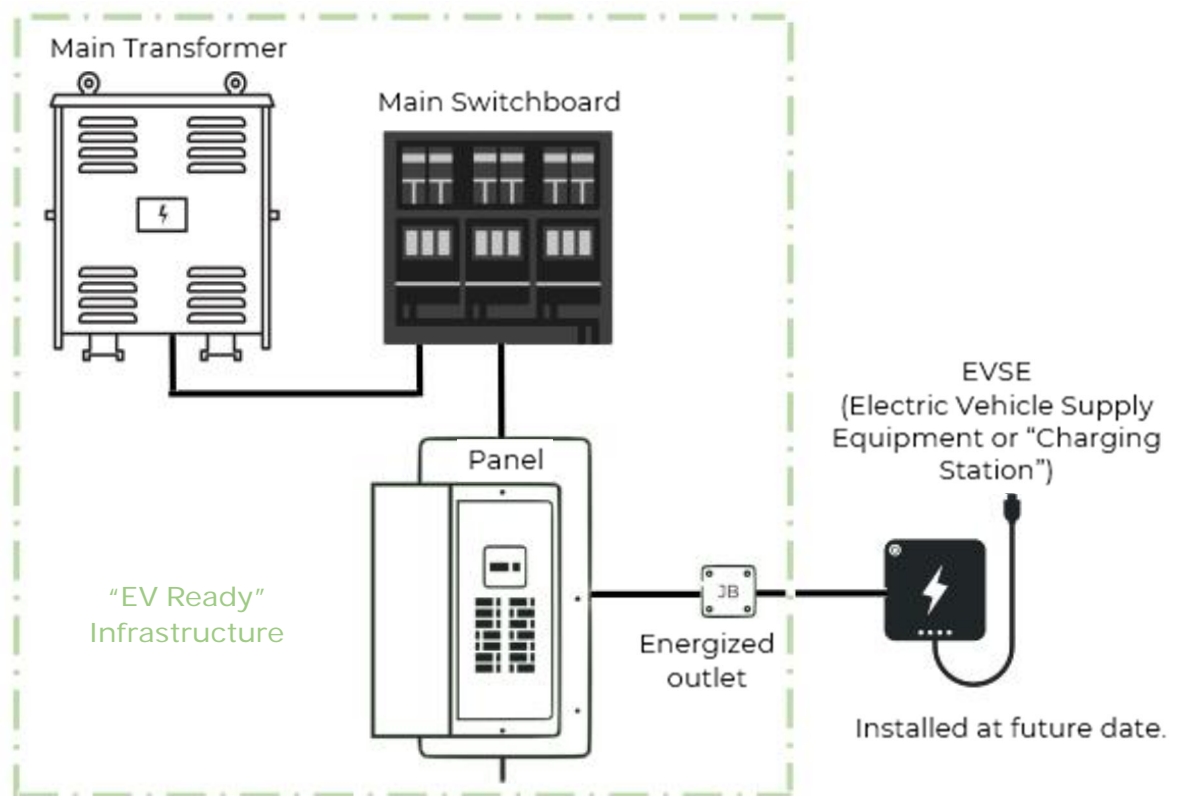 Main Transformer
Main Switchboard
EVSE
(Electric Vehicle Supply
Equipment or “Charging
Station”)
Panel
“EV Ready”
Infrastructure
JB
Energized
outlet
Installed at future date.